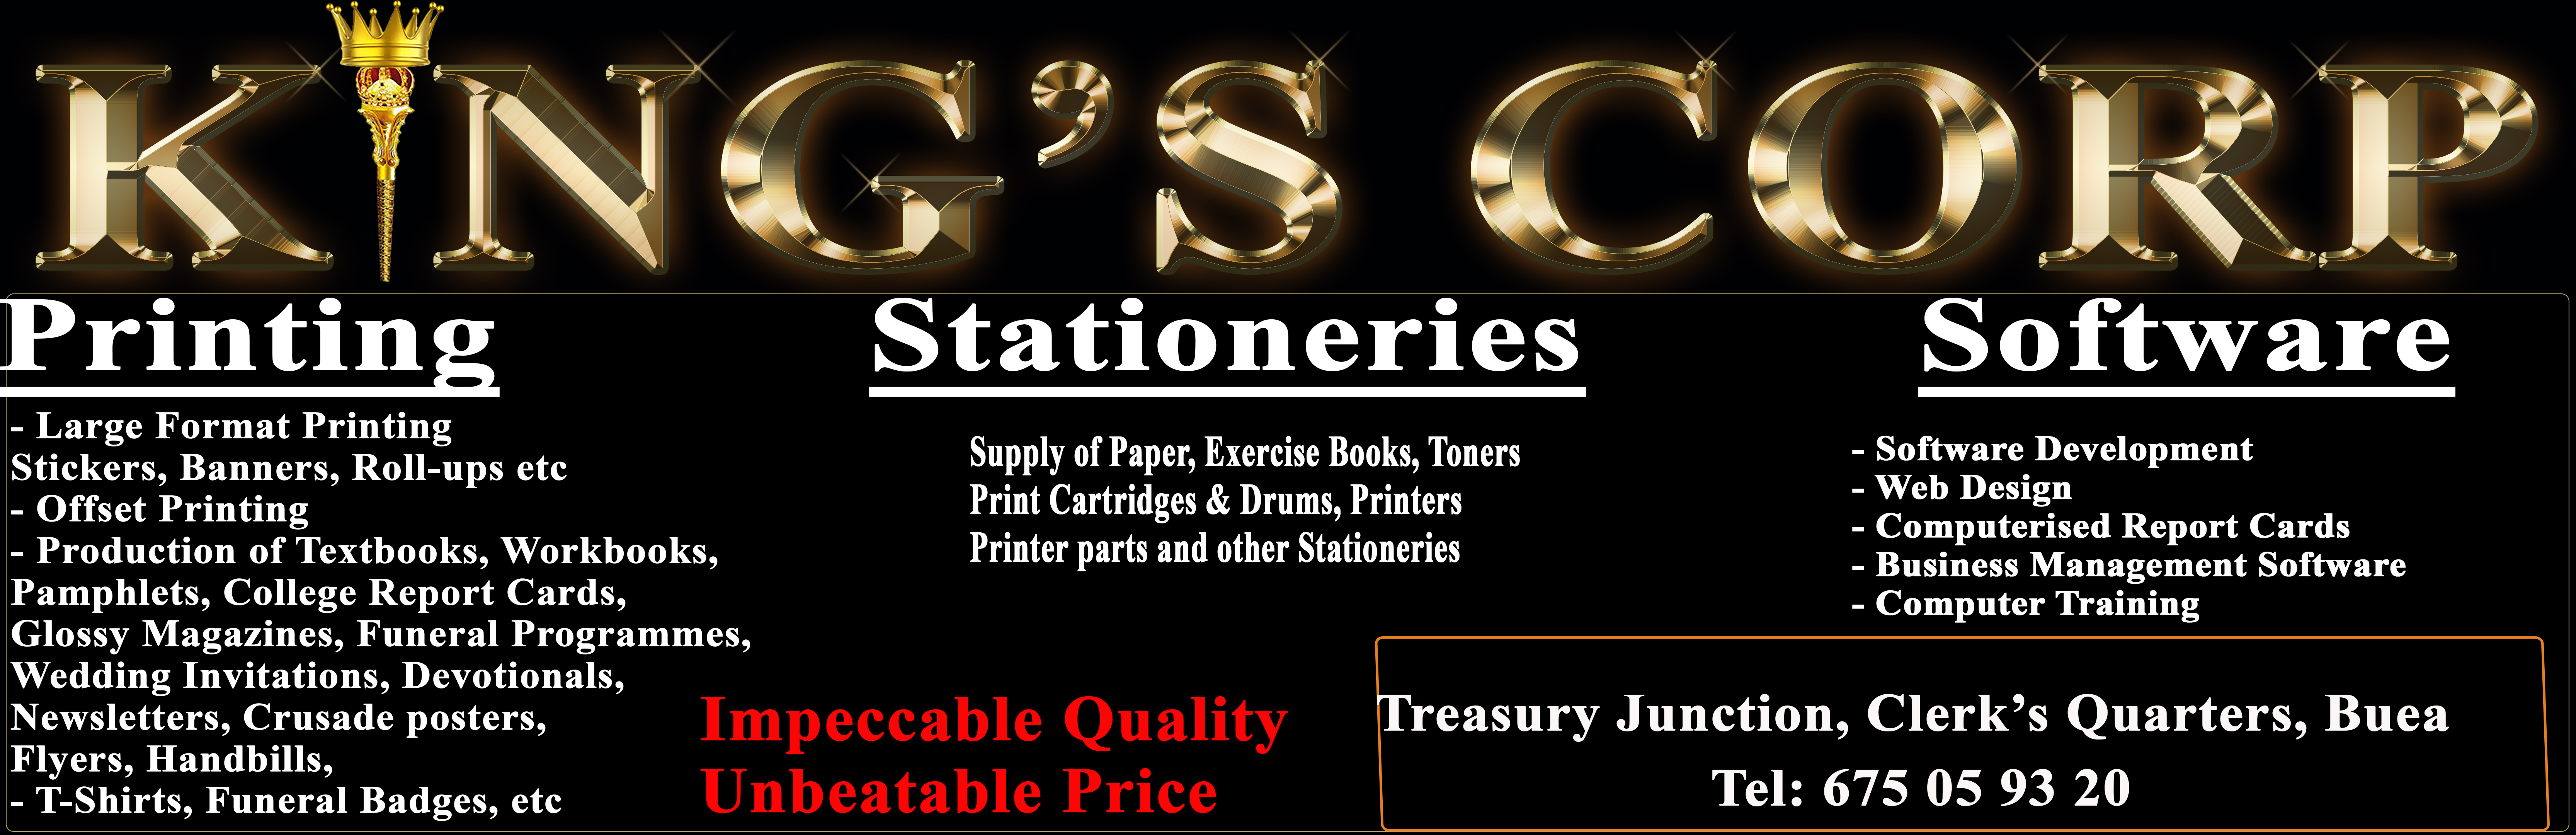 KING'S CORP
Printing
- Large Format Printing
Stickers, Banners, Roll-ups etc
- Offset Printing
- Production of Textbooks, Workbooks,
Pamphlets, College Report Cards,
Glossy Magazines, Funeral Programmes,
Wedding Invitations, Devotionals,
Newsletters, Crusade posters,
Flyers, Handbills,
- T-Shirts, Funeral Badges, etc
Stationeries
Supply of Paper, Exercise Books, Toners
Print Cartridges & Drums, Printers
Printer parts and other Stationeries
Software
- Software Development
- Web Design
- Computerised Report Cards
- Business Management Software
- Computer Training
Impeccable Quality
Unbeatable Price
Treasury Junction, Clerk's Quarters, Buea
Tel: 675 05 93 20